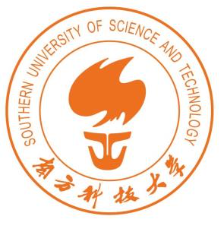 SOUTHERN UNIVERSITY OF SCIENCE AND TECHNOLOGY
南方科技大学